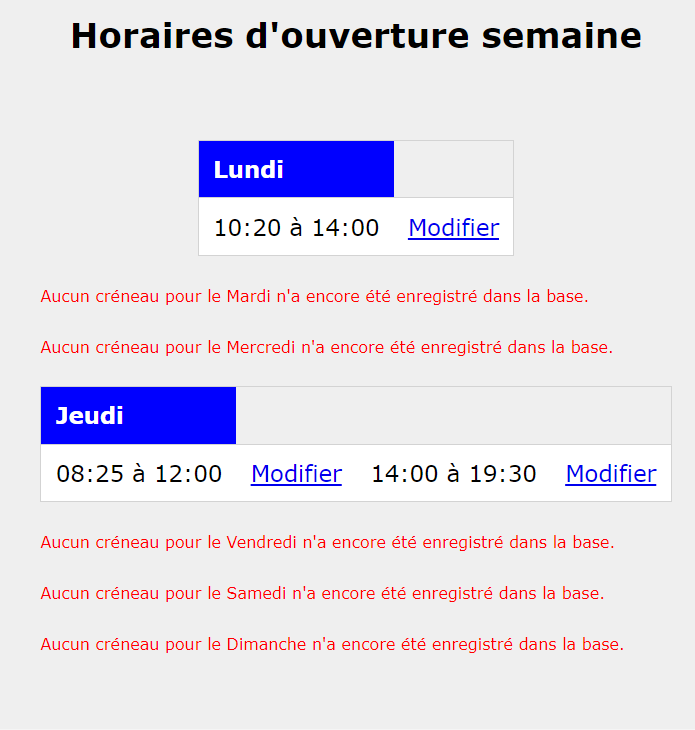 Horaires d'ouverture semaine
Lundi
10:20 à 14:00 Modifier
Aucun créneau pour le Mardi n'a encore été enregistré dans la base.
Aucun créneau pour le Mercredi n'a encore été enregistré dans la base.
Jeudi
08:25 à 12:00 Modifier 14:00 à 19:30 Modifier
Aucun créneau pour le Vendredi n'a encore été enregistré dans la base.
Aucun créneau pour le Samedi n'a encore été enregistré dans la base.
Aucun créneau pour le Dimanche n'a encore été enregistré dans la base.